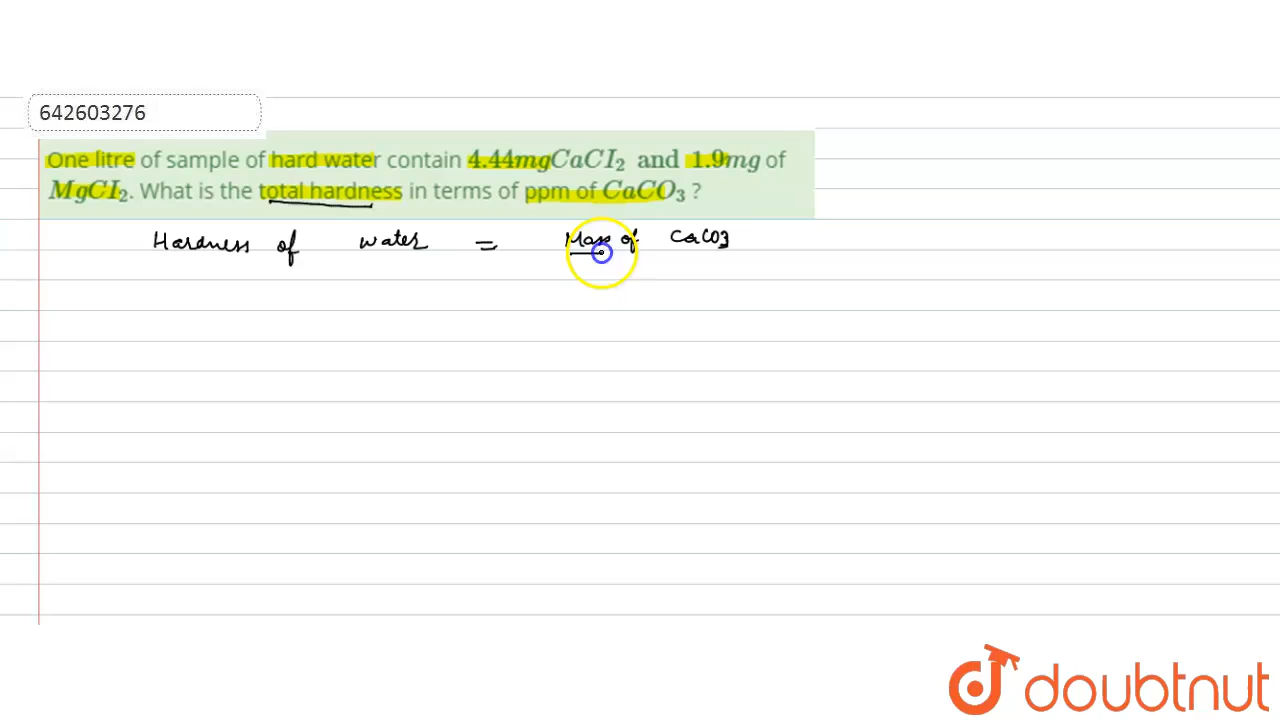 642603276
One litre of sample of hard water contain 4.44mgCaCI₂ and 1.9mg of
MgCI₂. What is the total hardness in terms of ppm of CaCO₃ ?
Hardness of water = Mass of CaCO3
doubtnut